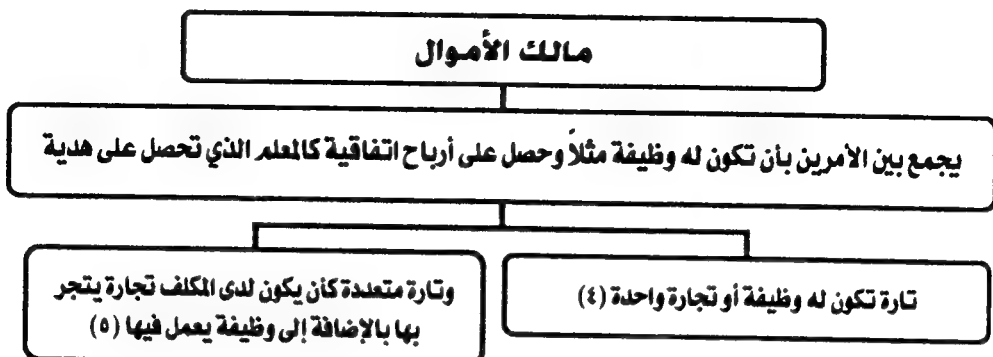 مالك الأموال
يجمع بين الأمرين بأن تكون له وظيفة مثلاً وحصل على أرباح اتفاقية كالمعلم الذي تحصل على هدية
تارة تكون له وظيفة أو تجارة واحدة (٤)
وتارة متعددة كأن يكون لدى المكلف تجارة يتجر
بها بالإضافة إلى وظيفة يعمل فيها (٥)